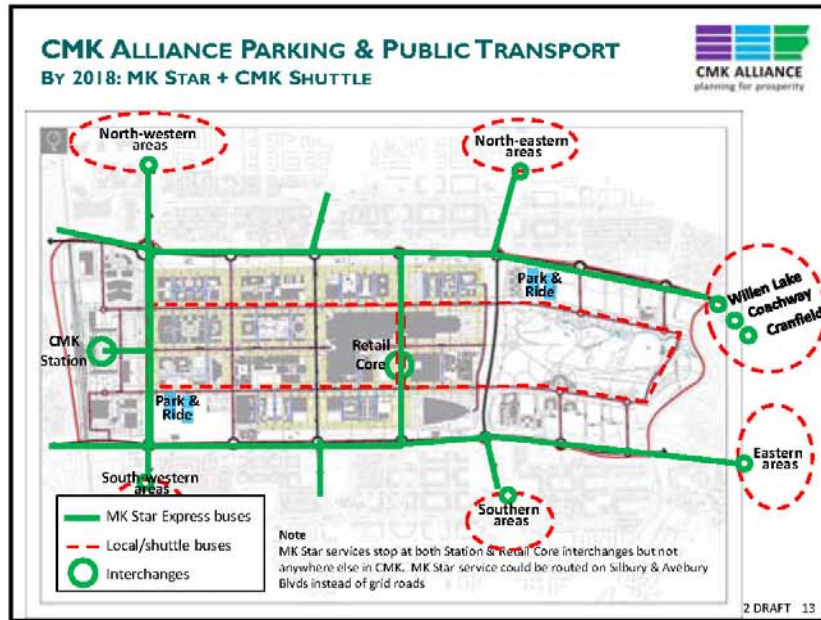 CMK ALLIANCE PARKING & PUBLIC TRANSPORT
BY 2018: MK STAR + CMK SHUTTLE
CMK ALLIANCE
planning for prosperity
North-western
areas
North-eastern
areas
Park &
Ride
Willen Lake
Coachway
Cranfield
CMK
Station
Retail
Core
Park &
Ride
South-western
areas
Eastern
areas
Southern
areas
MK Star Express buses
Local/shuttle buses
Interchanges
Note
MK Star services stop at both Station & Retail Core interchanges but not
anywhere else in CMK. MK Star service could be routed on Silbury & Avebury
Blvds instead of grid roads
2 DRAFT 13